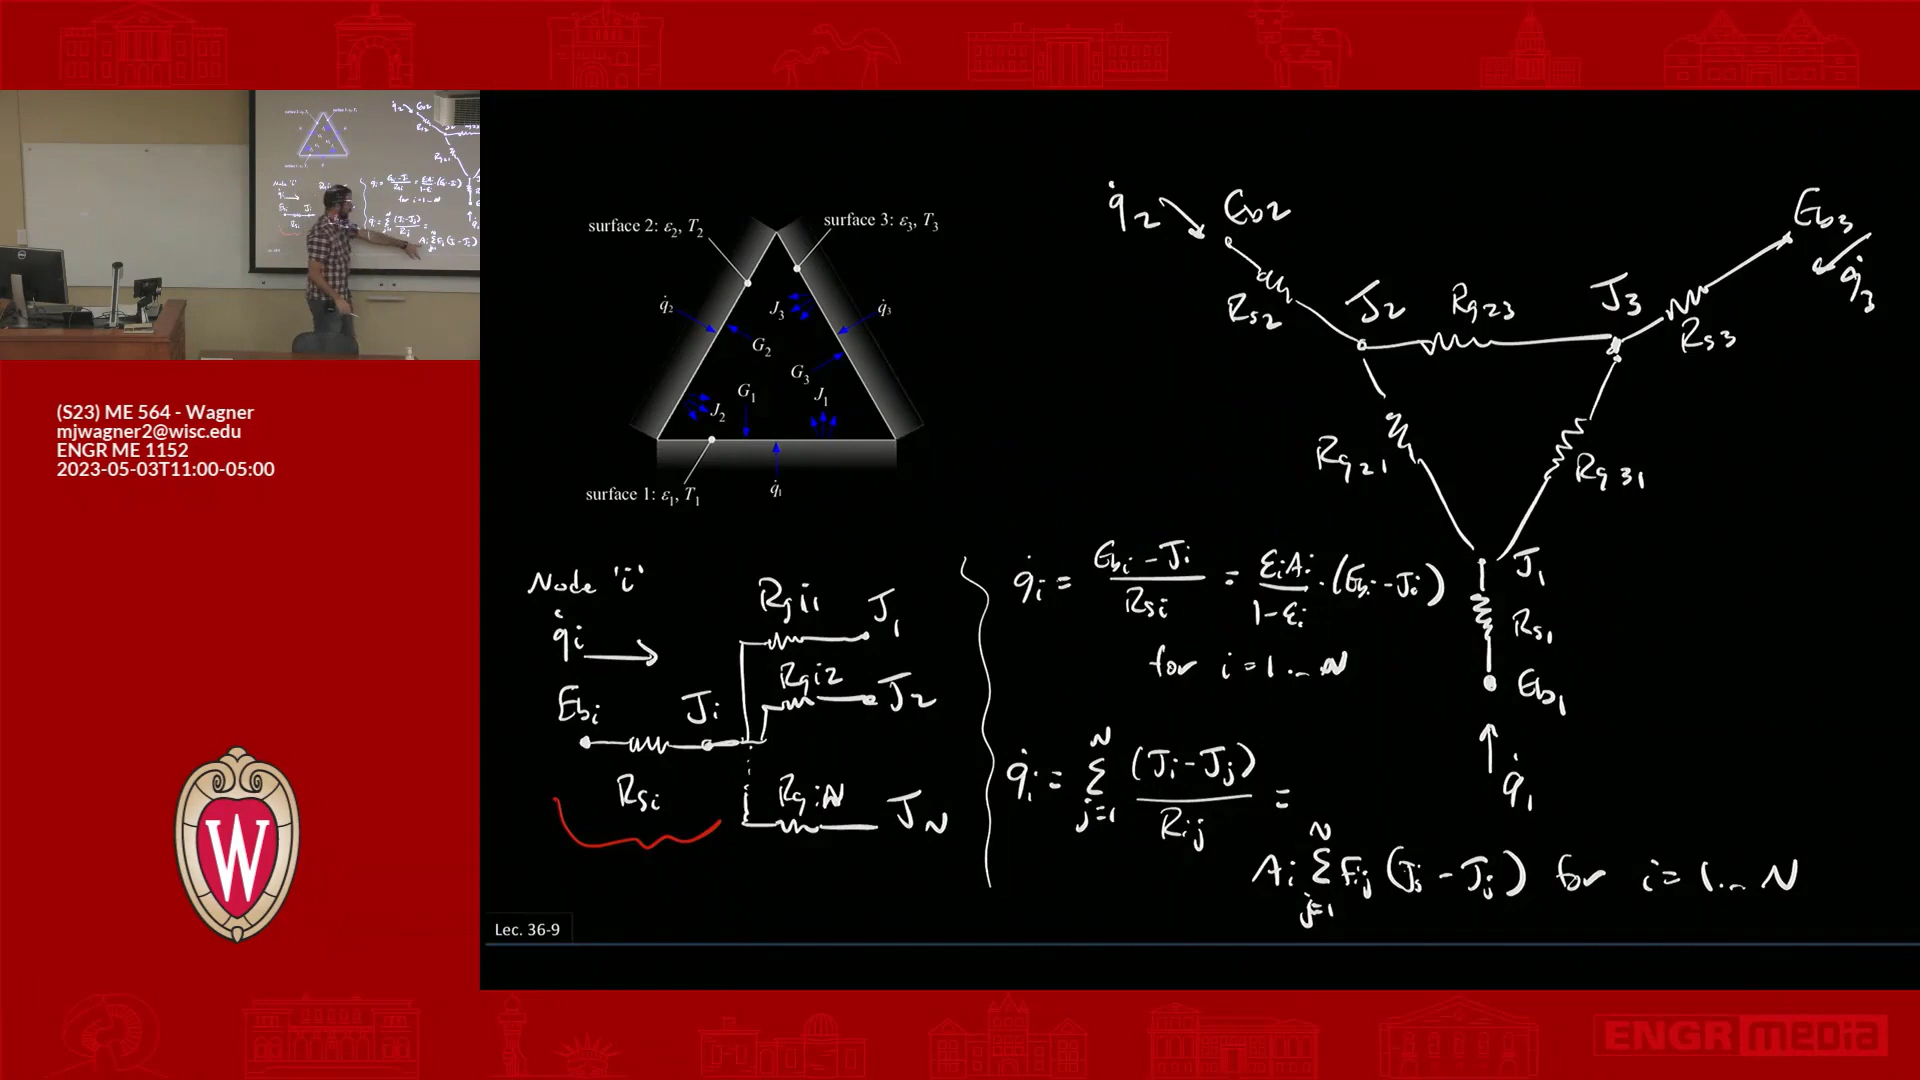 (S23) ME 564 - Wagner
mjwagner2@wisc.edu
ENGR ME 1152
2023-05-03T11:00-05:00
W
surface 2: ε₂, T₂
surface 3: ε₃, T₃
q̇₂
J₃
q̇₃
G₂
G₃
G₁
J₁
J₂
surface 1: ε₁, T₁
q̇₁
q̇₂
Eb2
Eb3
q̇₃
Rs2
J₂
Rg23
J₃
Rs3
Rg21
Rg31
J₁
Rs1
Eb1
q̇₁
Node 'i'
q̇i
Rgi1
J₁
Ebi
Ji
Rgi2
J₂
Rsi
RgiN
JN
q̇i = (Ebi - Ji) / Rsi = εiAi / (1-εi) · (Ebi - Ji)
for i=1...N
q̇i = Σ_{j=1}^{N} (Ji - Jj) / Rij =
Ai Σ_{j=1}^{N} Fij (Ji - Jj) for i=1...N
Lec. 36-9
ENGR media